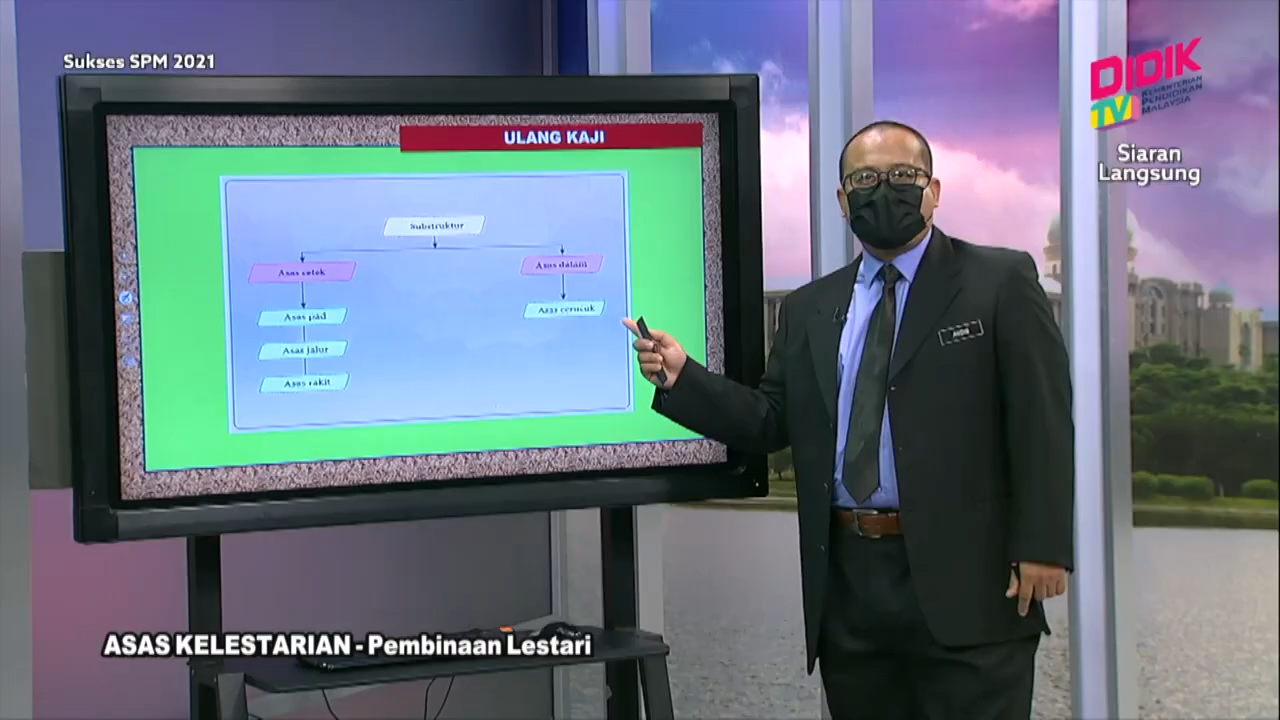 Sukses SPM 2021
DIDIK
TV
KEMENTERIAN
PENDIDIKAN
MALAYSIA
Siaran
Langsung
ULANG KAJI
Substruktur
Asas cetek
Asas dalam
Asas pad
Asas cerucuk
Asas jalur
Asas rakit
ASAS KELESTARIAN - Pembinaan Lestari